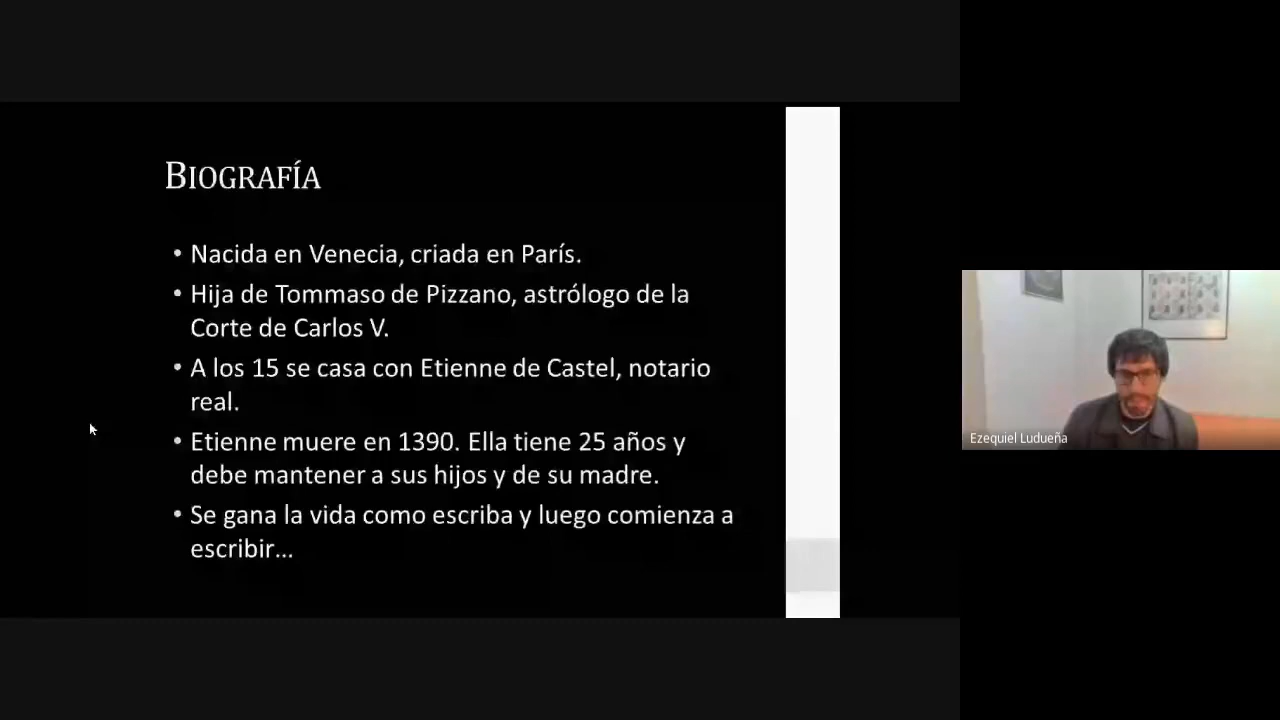 BIOGRAFÍA
• Nacida en Venecia, criada en París.
• Hija de Tommaso de Pizzano, astrólogo de la
Corte de Carlos V.
• A los 15 se casa con Etienne de Castel, notario
real.
• Etienne muere en 1390. Ella tiene 25 años y
debe mantener a sus hijos y de su madre.
• Se gana la vida como escriba y luego comienza a
escribir...
Ezequiel Ludueña